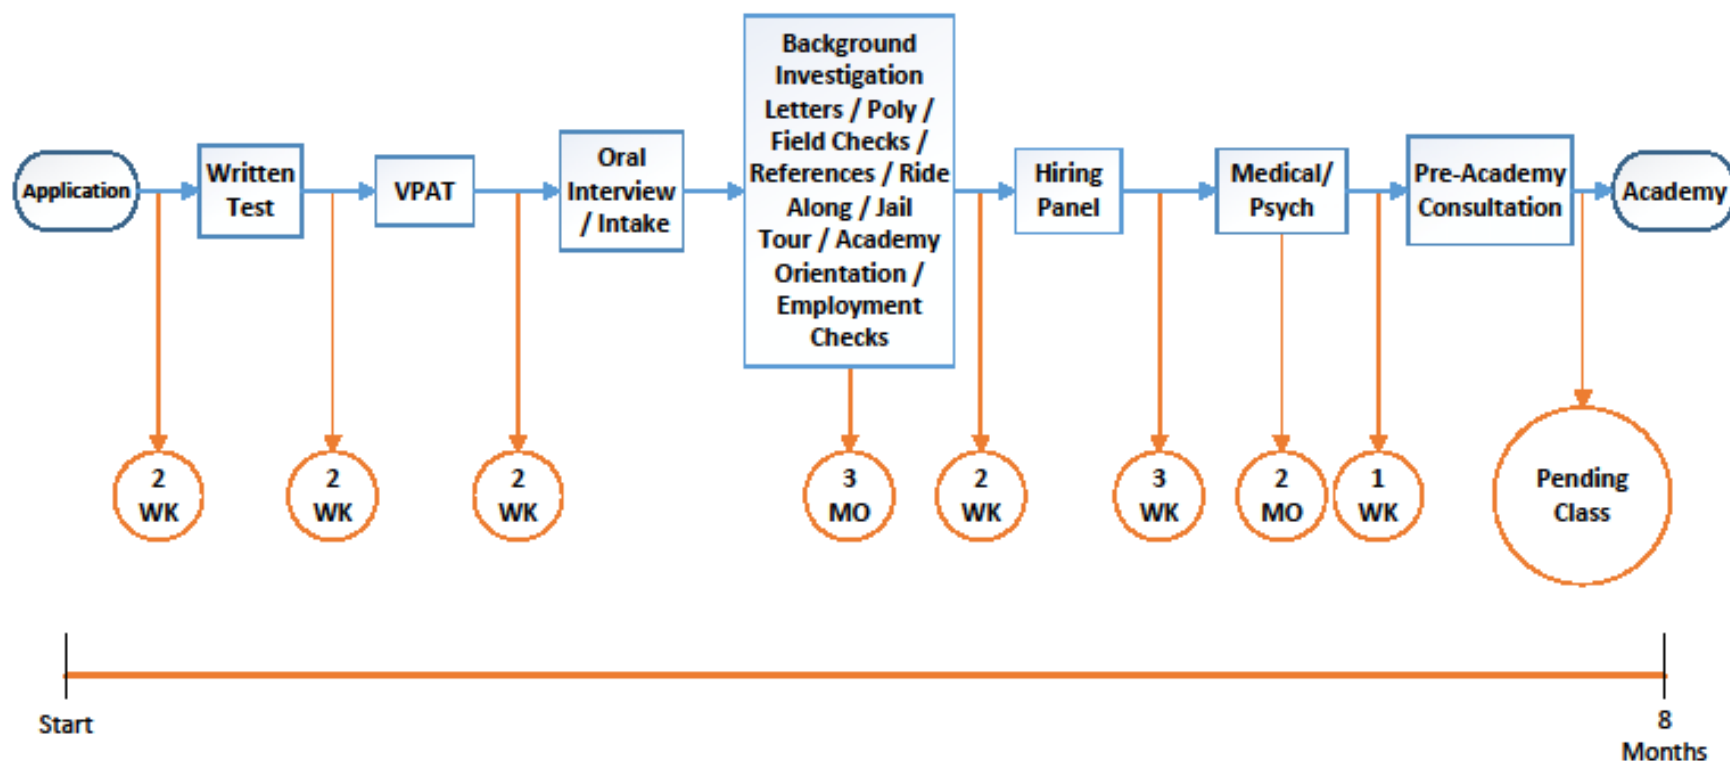 Application
Written
Test
VPAT
Oral
Interview
/ Intake
Background
Investigation
Letters / Poly /
Field Checks /
References / Ride
Along / Jail
Tour / Academy
Orientation /
Employment
Checks
Hiring
Panel
Medical/
Psych
Pre-Academy
Consultation
Academy
2
WK
2
WK
2
WK
3
MO
2
WK
3
WK
2
MO
1
WK
Pending
Class
Start
8
Months